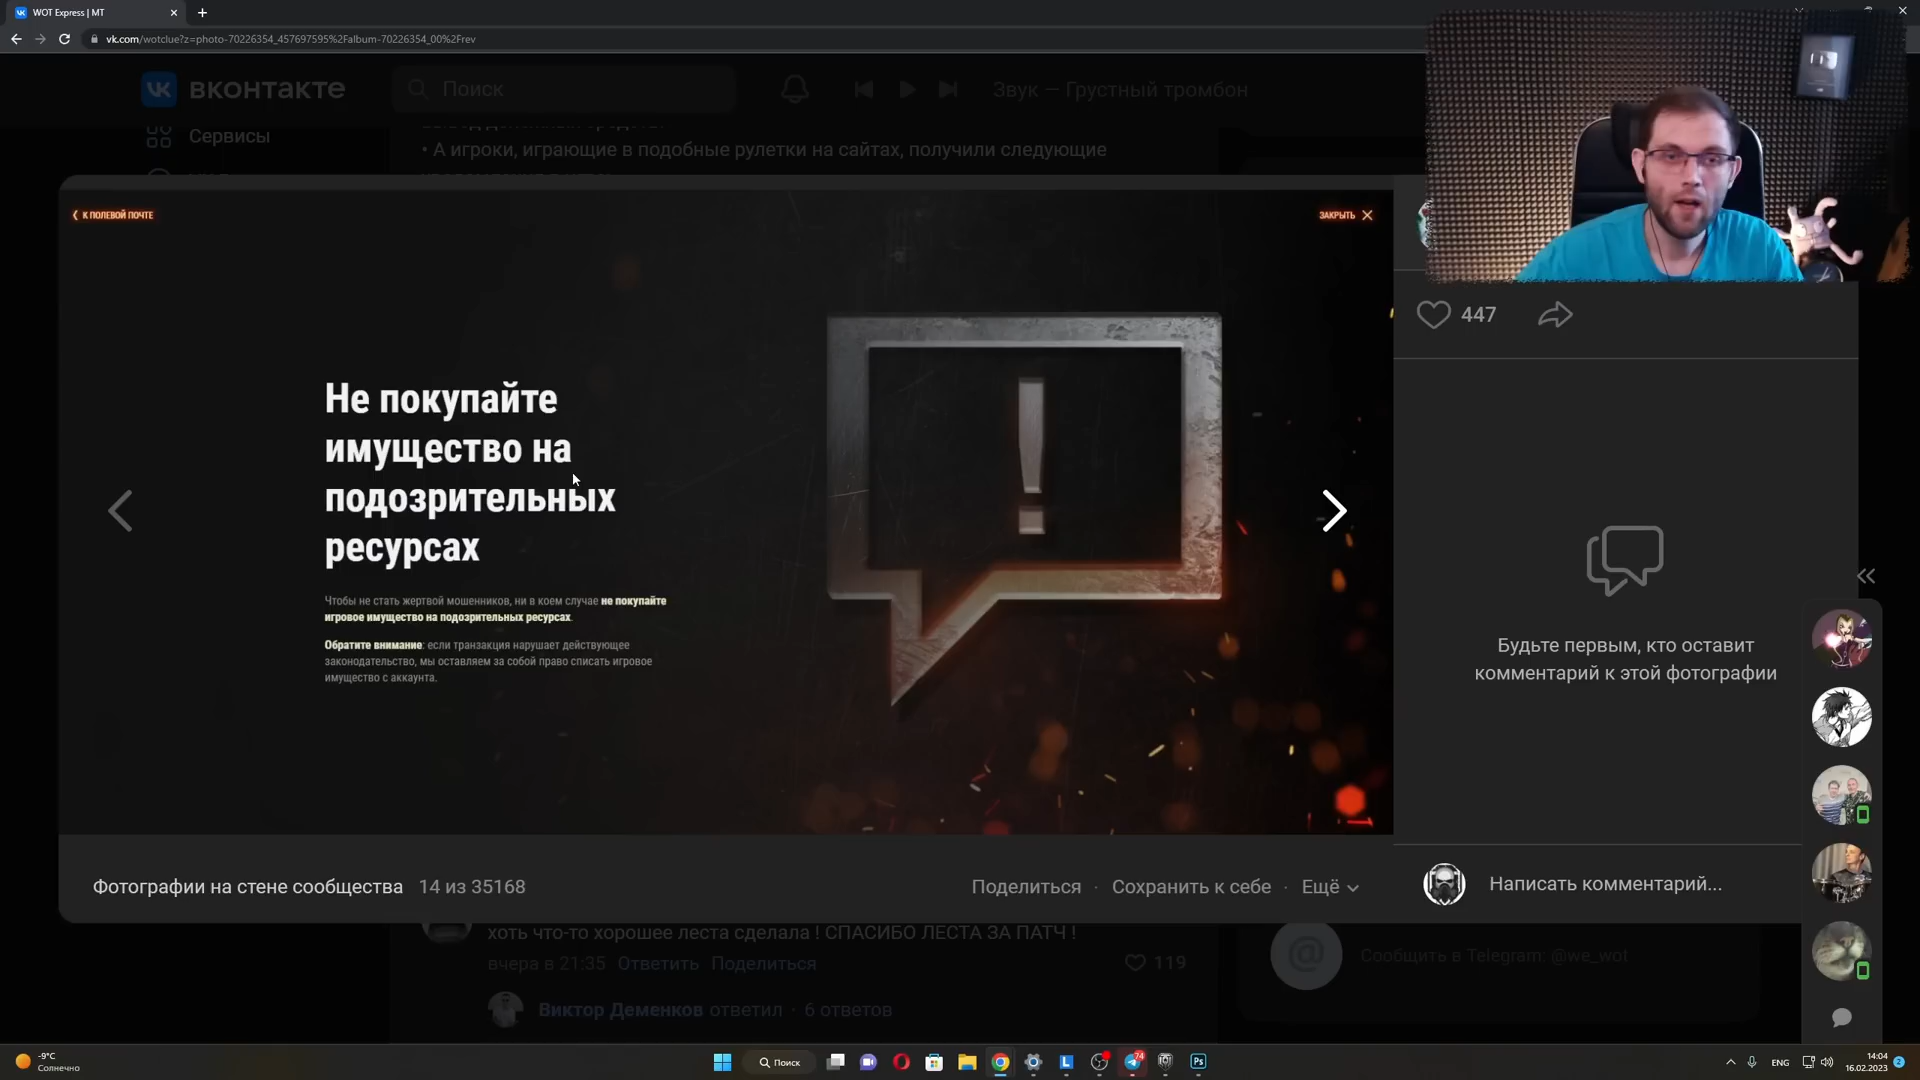 WOT Express | МТ
vk.com/wotclue?z=photo-70226354_457697595%2Falbum-70226354_00%2Frev
вконтакте
Поиск
Звук — Грустный тромбон
Сервисы
• А игроки, играющие в подобные рулетки на сайтах, получили следующие
К ПОЛЕВОЙ ПОЧТЕ
ЗАКРЫТЬ
447
Не покупайте
имущество на
подозрительных
ресурсах
Чтобы не стать жертвой мошенников, ни в коем случае не покупайте
игровое имущество на подозрительных ресурсах.
Обратите внимание: если транзакция нарушает действующее
законодательство, мы оставляем за собой право списать игровое
имущество с аккаунта.
Будьте первым, кто оставит
комментарий к этой фотографии
Фотографии на стене сообщества 14 из 35168
Поделиться · Сохранить к себе · Ещё
Написать комментарий...
хоть что-то хорошее леста сделала ! СПАСИБО ЛЕСТА ЗА ПАТЧ !
вчера в 21:35 Ответить Поделиться
119
Сообщить в Telegram: @we_wot
Виктор Деменков ответил · 6 ответов
-9°C
Солнечно
Поиск
74
ENG
14:04
16.02.2023
2